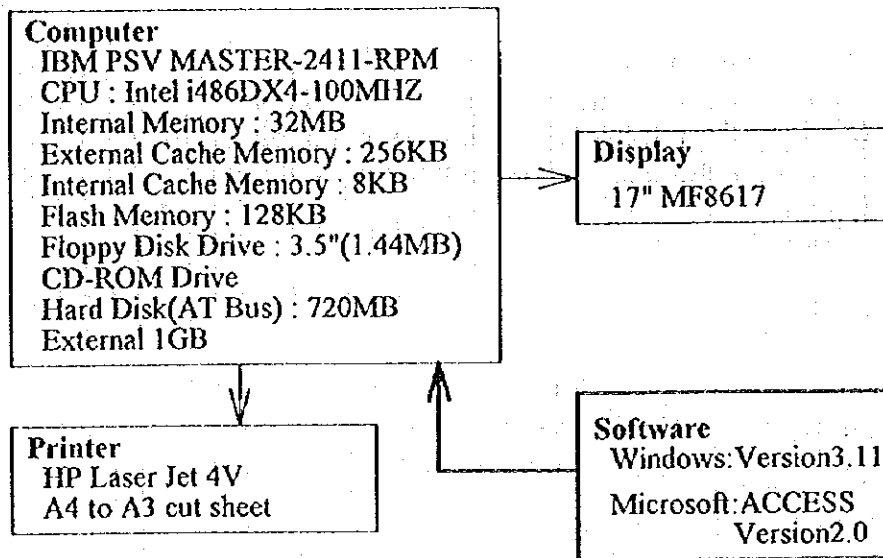 Computer
IBM PSV MASTER-2411-RPM
CPU : Intel i486DX4-100MHZ
Internal Memory : 32MB
External Cache Memory : 256KB
Internal Cache Memory : 8KB
Flash Memory : 128KB
Floppy Disk Drive : 3.5"(1.44MB)
CD-ROM Drive
Hard Disk(AT Bus) : 720MB
External 1GB
Display
17" MF8617
Printer
HP Laser Jet 4V
A4 to A3 cut sheet
Software
Windows:Version3.11
Microsoft:ACCESS
Version2.0